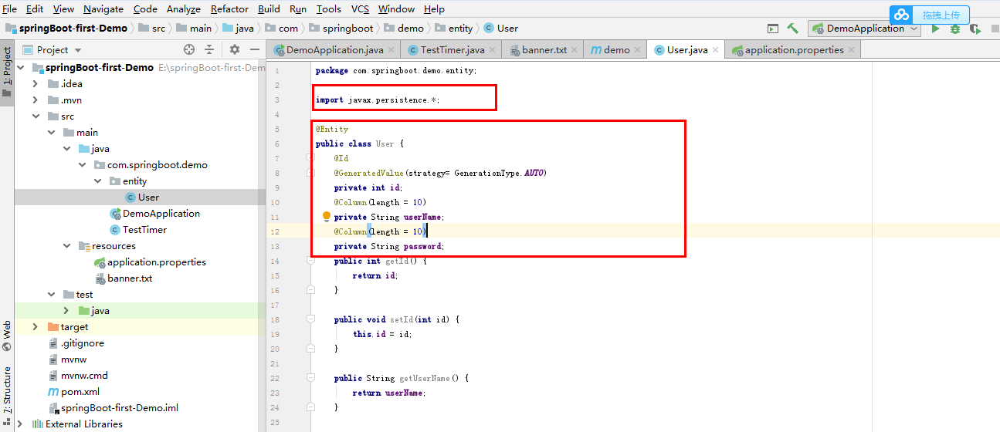 File Edit View Navigate Code Analyze Refactor Build Run Tools VCS Window Help
拖拽上传
springBoot-first-Demo src main java com springboot demo entity User
DemoApplication
Project
DemoApplication.java TestTimer.java banner.txt demo User.java application.properties
1: Project
springBoot-first-Demo E:\springBoot-first-Dem
.idea
.mvn
src
main
java
com.springboot.demo
entity
User
DemoApplication
TestTimer
resources
application.properties
banner.txt
test
java
target
.gitignore
mvnw
mvnw.cmd
pom.xml
springBoot-first-Demo.iml
External Libraries
Web
7: Structure
1 package com.springboot.demo.entity;
2
3 import javax.persistence.*;
4
5 @Entity
6 public class User {
7 @Id
8 @GeneratedValue(strategy= GenerationType.AUTO)
9 private int id;
10 @Column(length = 10)
11 private String userName;
12 @Column(length = 10)
13 private String password;
14 public int getId() {
15 return id;
16 }
17
18 public void setId(int id) {
19 this.id = id;
20 }
21
22 public String getUserName() {
23 return userName;
24 }
25